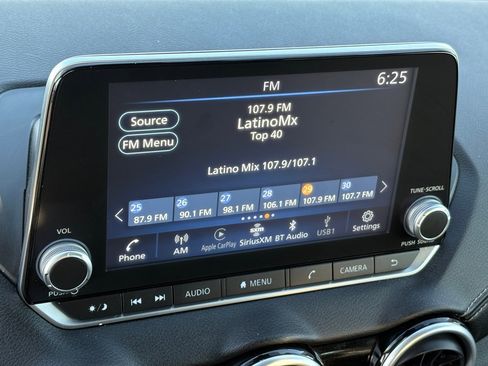 FM
6:25
107.9 FM
Source
LatinoMx
Top 40
FM Menu
Latino Mix 107.9/107.1
25 26 27 28 29 30
87.9 FM 90.1 FM 98.1 FM 106.1 FM 107.9 FM 107.7 FM
TUNE·SCROLL
VOL
Phone AM Apple CarPlay SiriusXM BT Audio USB1 Settings
PUSH
PUSH SOUND
AUDIO MENU CAMERA